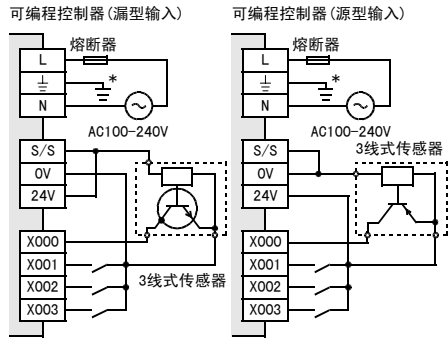 可编程控制器(漏型输入)
L
熔断器
*
N
AC100-240V
S/S
0V
24V
X000
X001
X002
X003
3线式传感器
可编程控制器(源型输入)
L
熔断器
*
N
AC100-240V
3线式传感器
S/S
0V
24V
X000
X001
X002
X003